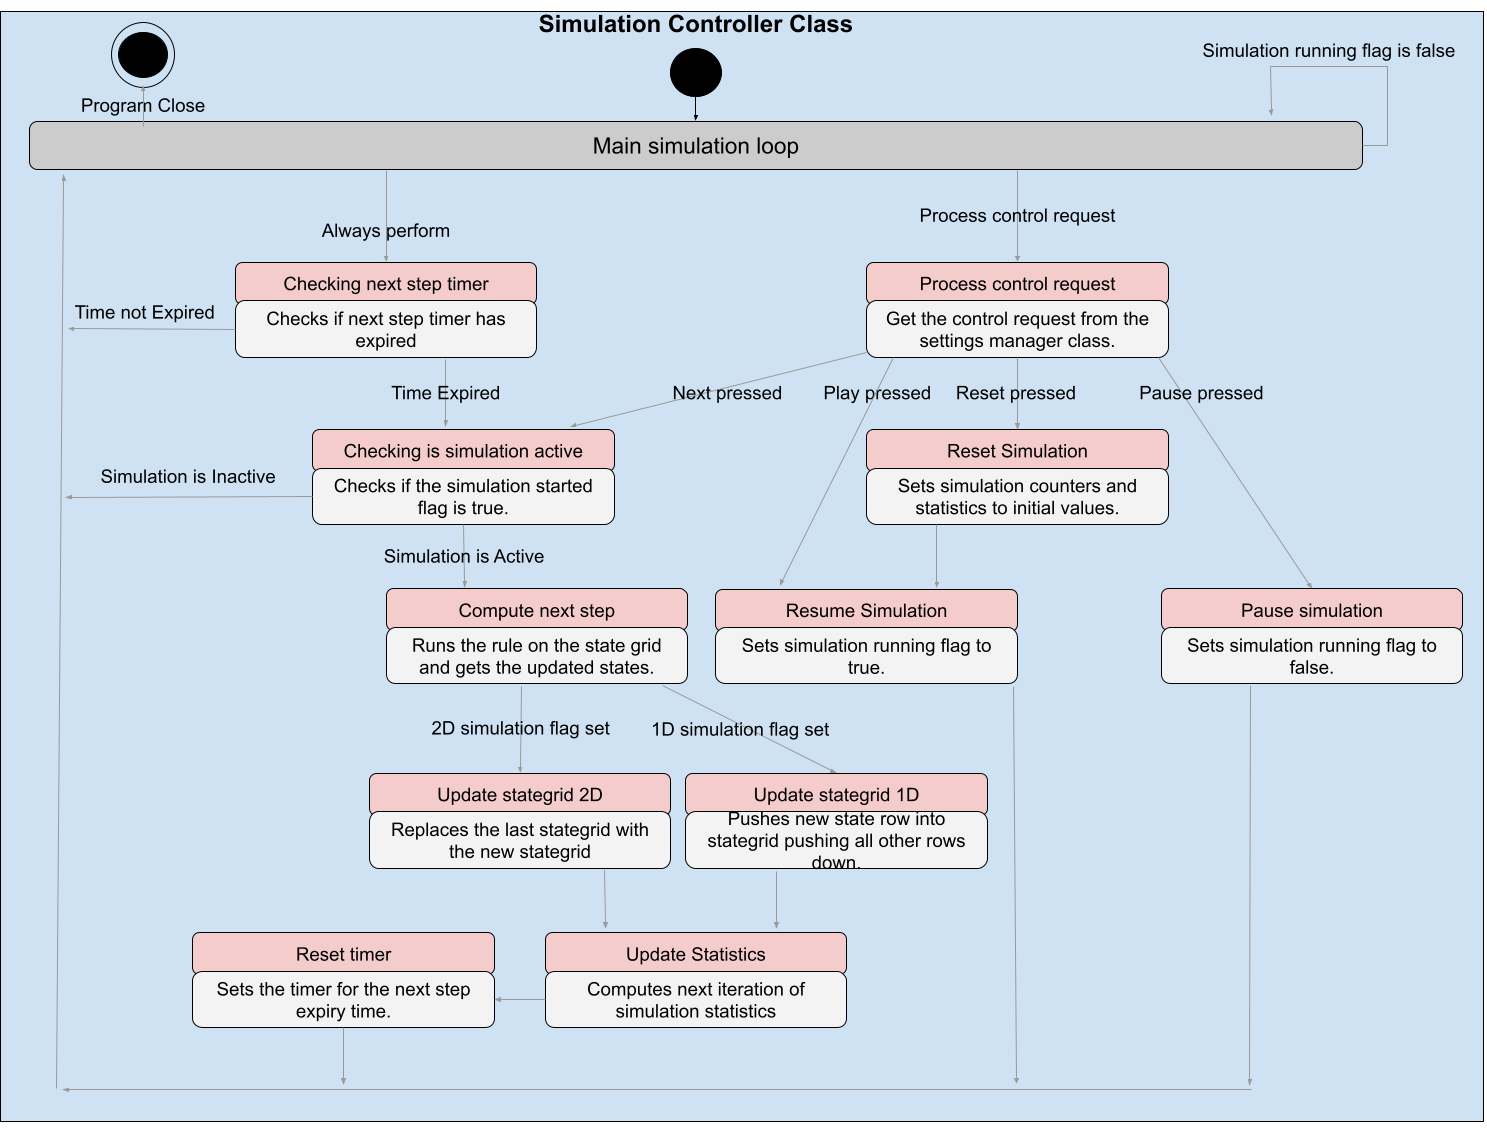 Simulation Controller Class
Simulation running flag is false
Program Close
Main simulation loop
Always perform
Process control request
Checking next step timer
Checks if next step timer has
expired
Process control request
Get the control request from the
settings manager class.
Time not Expired
Time Expired
Next pressed
Play pressed
Reset pressed
Pause pressed
Checking is simulation active
Checks if the simulation started
flag is true.
Reset Simulation
Sets simulation counters and
statistics to initial values.
Simulation is Inactive
Simulation is Active
Compute next step
Runs the rule on the state grid
and gets the updated states.
Resume Simulation
Sets simulation running flag to
true.
Pause simulation
Sets simulation running flag to
false.
2D simulation flag set
1D simulation flag set
Update stategrid 2D
Replaces the last stategrid with
the new stategrid
Update stategrid 1D
Pushes new state row into
stategrid pushing all other rows
down.
Reset timer
Sets the timer for the next step
expiry time.
Update Statistics
Computes next iteration of
simulation statistics